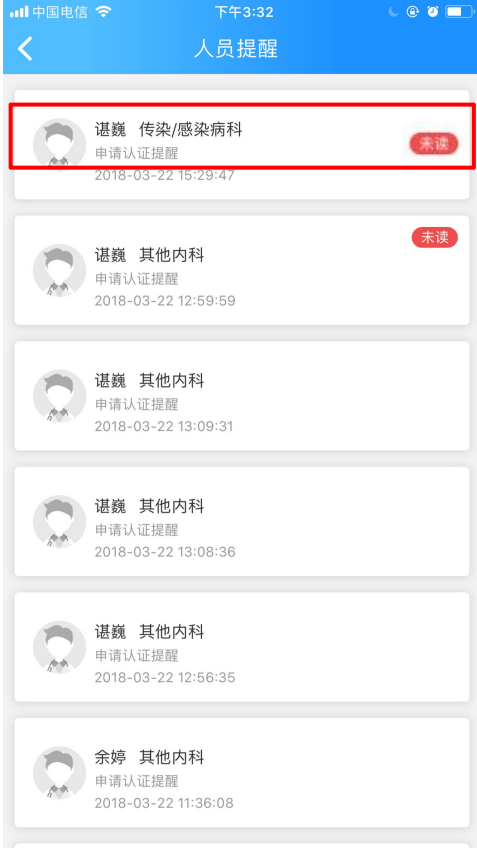 中国电信 下午3:32
人员提醒
谌巍 传染/感染病科
未读
申请认证提醒
2018-03-22 15:29:47
未读
谌巍 其他内科
申请认证提醒
2018-03-22 12:59:59
谌巍 其他内科
申请认证提醒
2018-03-22 13:09:31
谌巍 其他内科
申请认证提醒
2018-03-22 13:08:36
谌巍 其他内科
申请认证提醒
2018-03-22 12:56:35
余婷 其他内科
申请认证提醒
2018-03-22 11:36:08